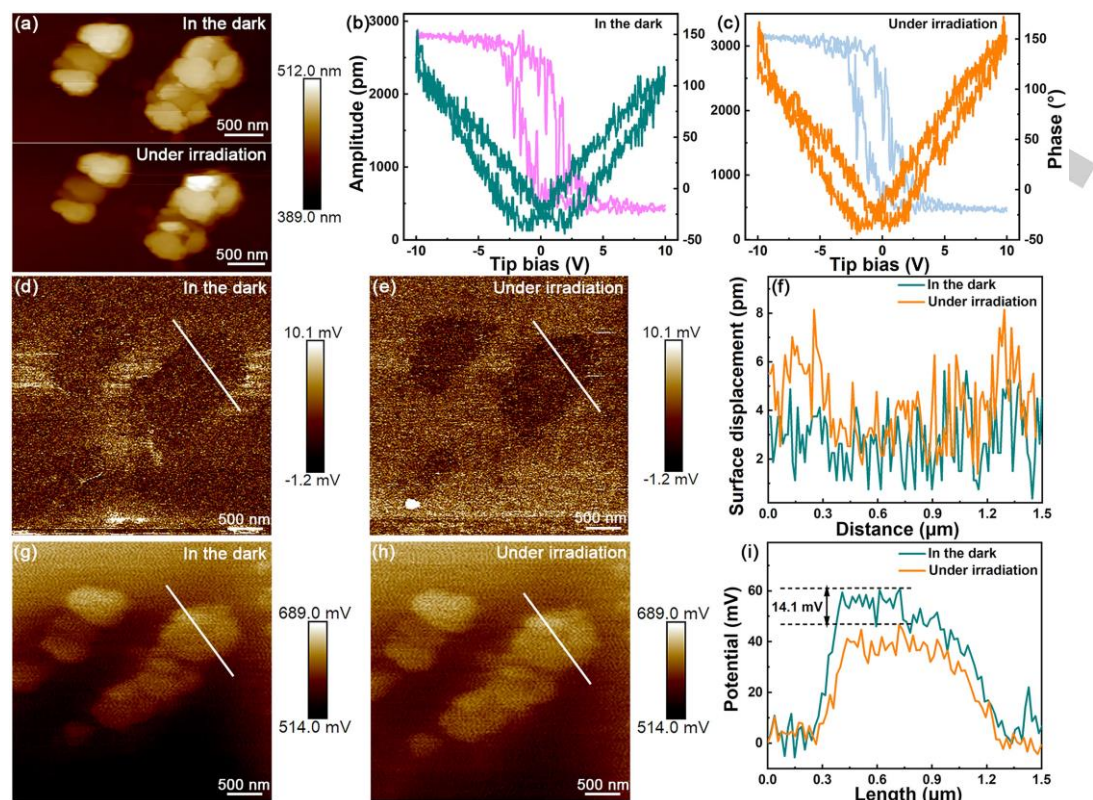 (a) In the dark
500 nm
Under irradiation
500 nm
512.0 nm
389.0 nm
(b) In the dark
Amplitude (pm)
3000
2000
1000
0
150
100
50
0
-50
-10 -5 0 5 10
Tip bias (V)
(c) Under irradiation
3000
2000
1000
0
150
100
50
0
-50
Phase (°)
-10 -5 0 5 10
Tip bias (V)
(d) In the dark
500 nm
10.1 mV
-1.2 mV
(e) Under irradiation
500 nm
10.1 mV
-1.2 mV
(f)
In the dark
Under irradiation
Surface displacement (pm)
8
6
4
2
0.0 0.3 0.6 0.9 1.2 1.5
Distance (μm)
(g) In the dark
500 nm
689.0 mV
514.0 mV
(h) Under irradiation
500 nm
689.0 mV
514.0 mV
(i)
In the dark
Under irradiation
14.1 mV
Potential (mV)
80
60
40
20
0
0.0 0.3 0.6 0.9 1.2 1.5
Length (μm)